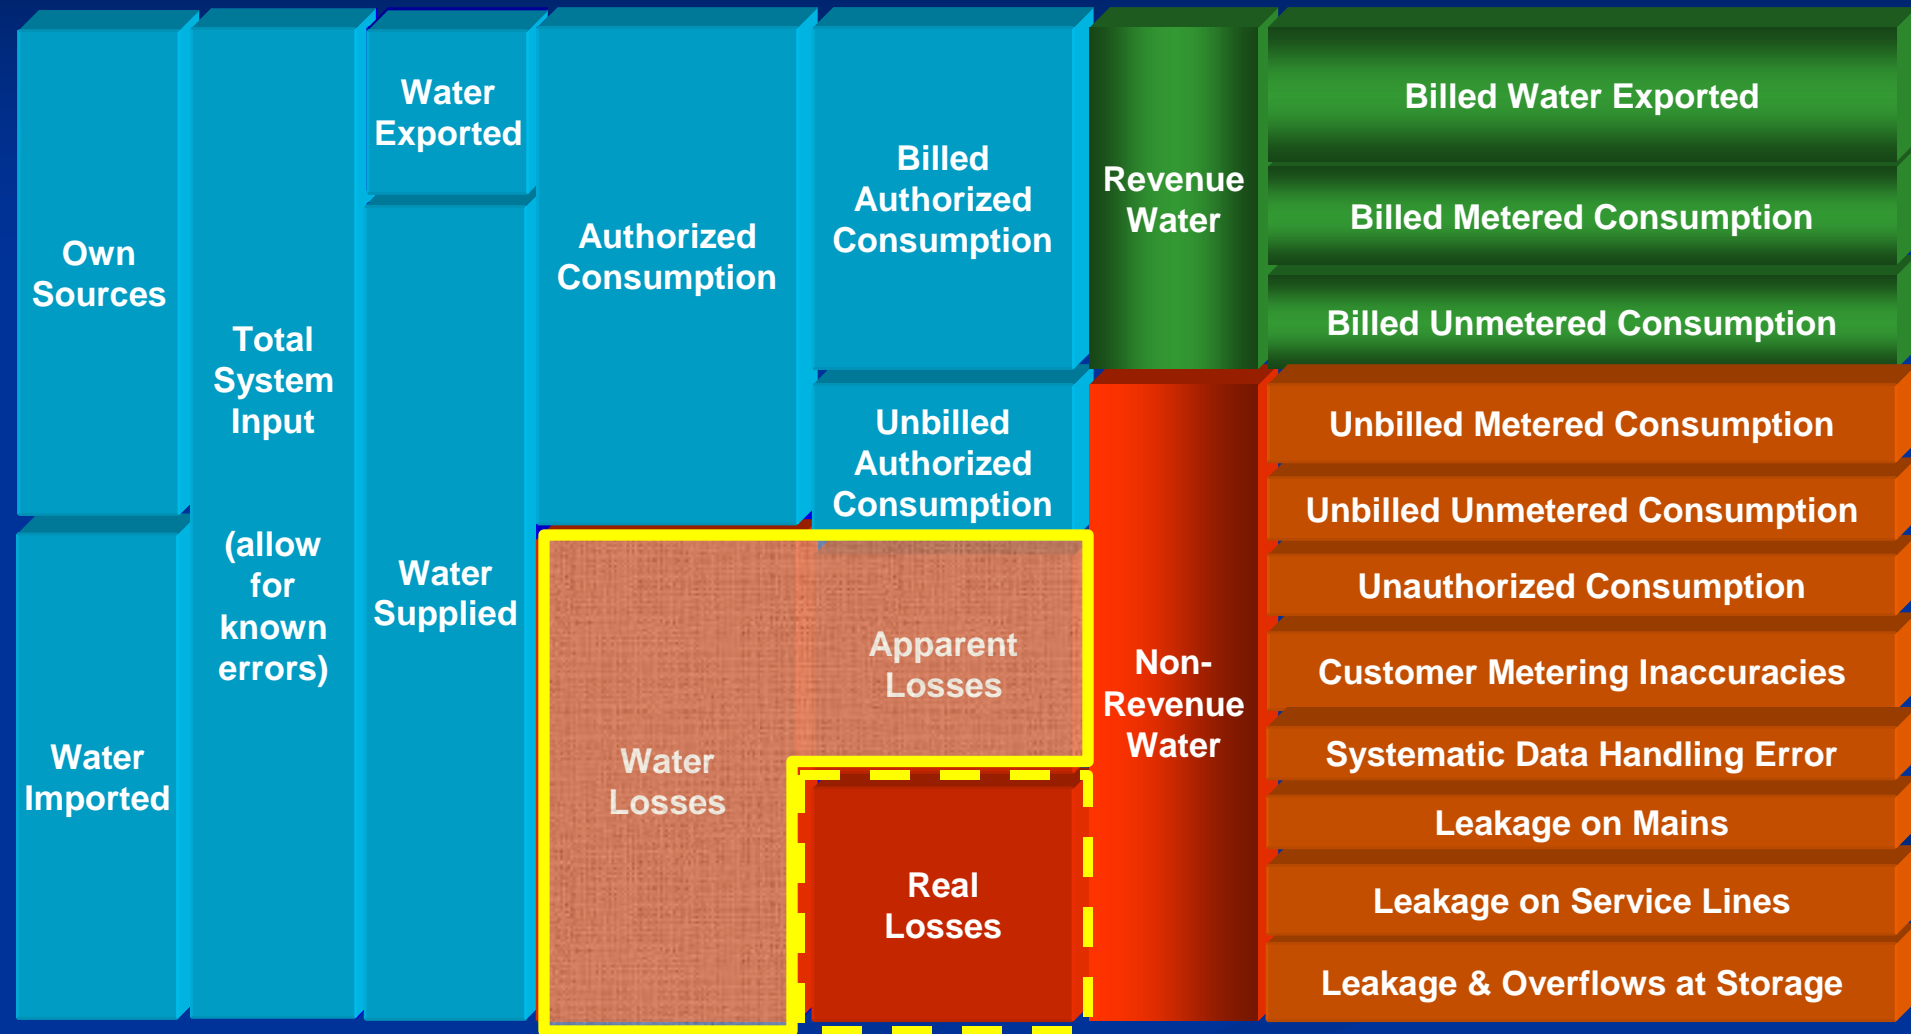 Own
Sources
Water
Imported
Total
System
Input
(allow
for
known
errors)
Water
Exported
Water
Supplied
Authorized
Consumption
Water
Losses
Billed
Authorized
Consumption
Unbilled
Authorized
Consumption
Apparent
Losses
Real
Losses
Revenue
Water
Non-
Revenue
Water
Billed Water Exported
Billed Metered Consumption
Billed Unmetered Consumption
Unbilled Metered Consumption
Unbilled Unmetered Consumption
Unauthorized Consumption
Customer Metering Inaccuracies
Systematic Data Handling Error
Leakage on Mains
Leakage on Service Lines
Leakage & Overflows at Storage